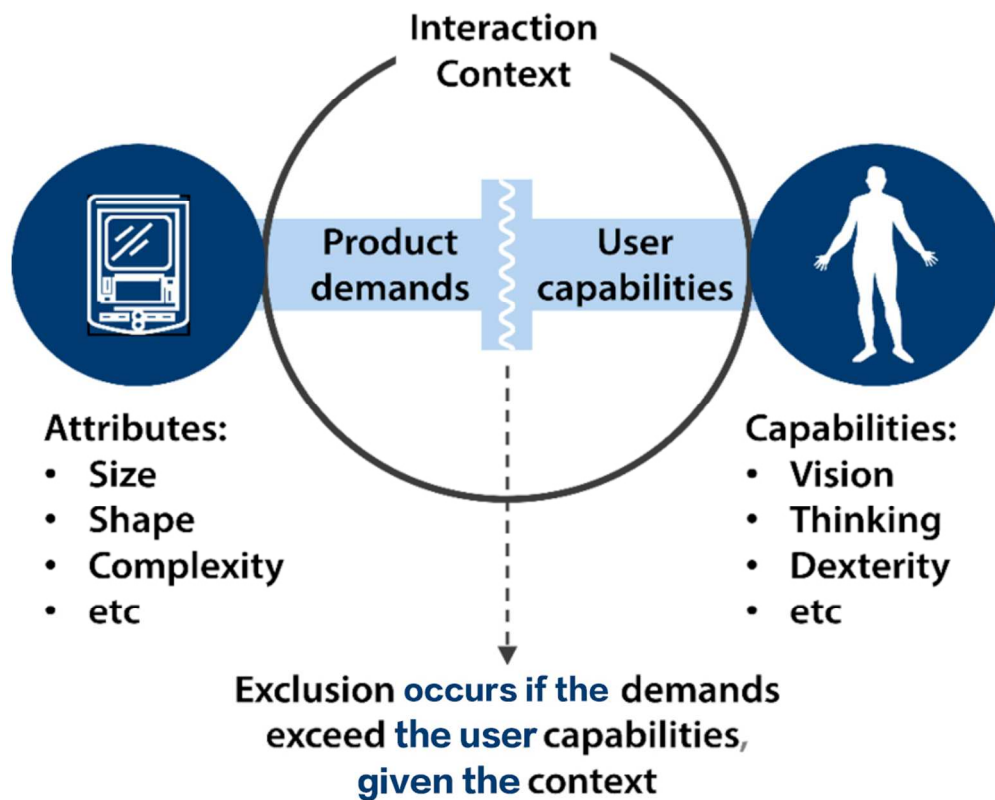 Interaction
Context
Product
demands
User
capabilities
Attributes:
• Size
• Shape
• Complexity
• etc
Capabilities:
• Vision
• Thinking
• Dexterity
• etc
Exclusion occurs if the demands
exceed the user capabilities,
given the context